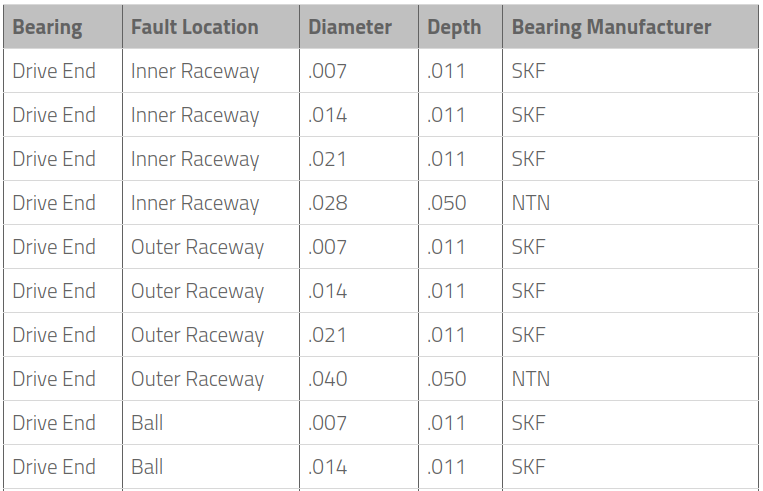 Bearing Fault Location Diameter Depth Bearing Manufacturer
Drive End Inner Raceway .007 .011 SKF
Drive End Inner Raceway .014 .011 SKF
Drive End Inner Raceway .021 .011 SKF
Drive End Inner Raceway .028 .050 NTN
Drive End Outer Raceway .007 .011 SKF
Drive End Outer Raceway .014 .011 SKF
Drive End Outer Raceway .021 .011 SKF
Drive End Outer Raceway .040 .050 NTN
Drive End Ball .007 .011 SKF
Drive End Ball .014 .011 SKF